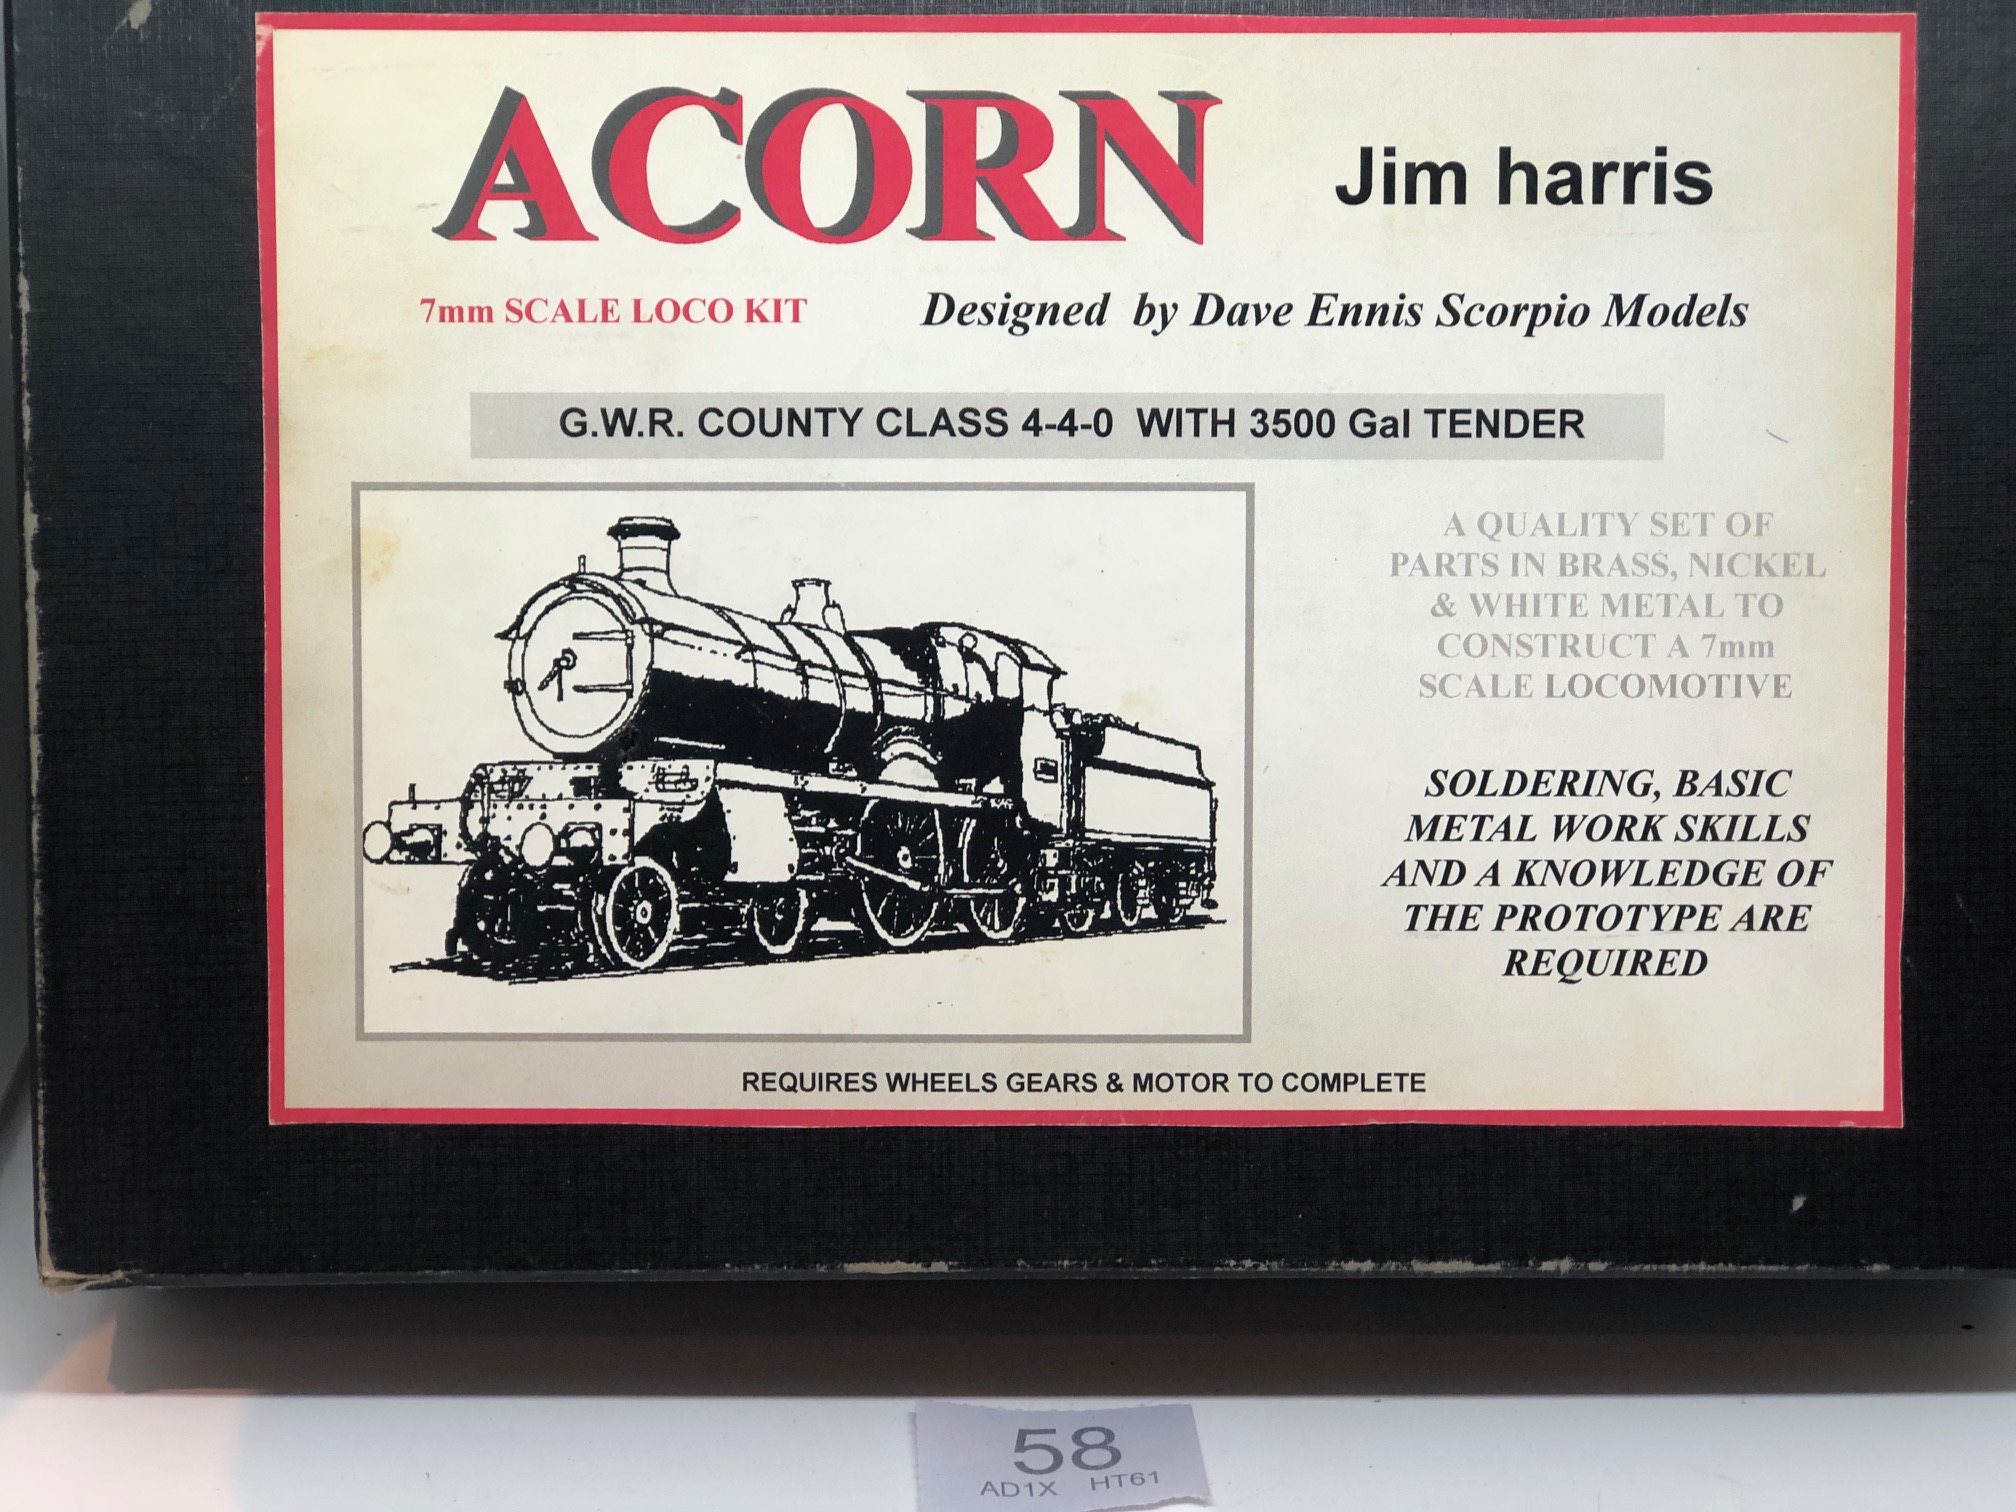 ACORN
Jim harris
7mm SCALE LOCO KIT
Designed by Dave Ennis Scorpio Models
G.W.R. COUNTY CLASS 4-4-0 WITH 3500 Gal TENDER
A QUALITY SET OF
PARTS IN BRASS, NICKEL
& WHITE METAL TO
CONSTRUCT A 7mm
SCALE LOCOMOTIVE
SOLDERING, BASIC
METAL WORK SKILLS
AND A KNOWLEDGE OF
THE PROTOTYPE ARE
REQUIRED
REQUIRES WHEELS GEARS & MOTOR TO COMPLETE
58
AD1X HT61